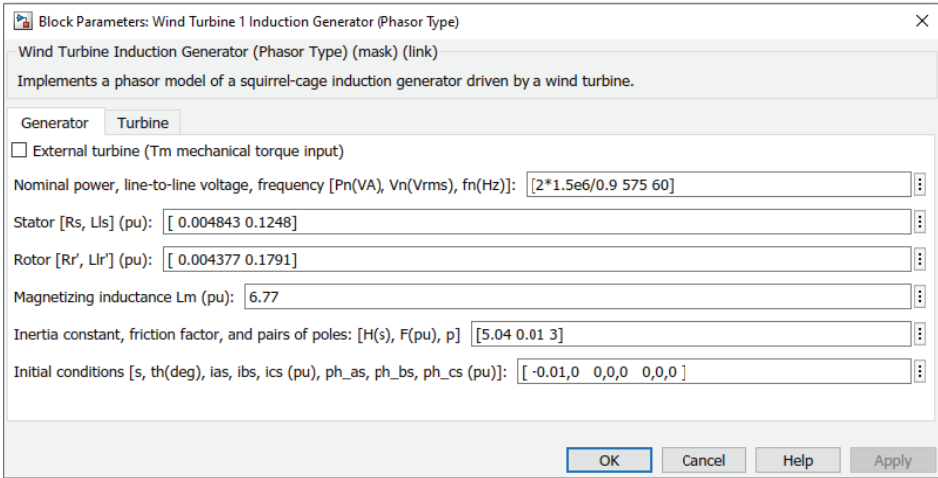 Block Parameters: Wind Turbine 1 Induction Generator (Phasor Type)
Wind Turbine Induction Generator (Phasor Type) (mask) (link)
Implements a phasor model of a squirrel-cage induction generator driven by a wind turbine.
Generator Turbine
External turbine (Tm mechanical torque input)
Nominal power, line-to-line voltage, frequency [Pn(VA), Vn(Vrms), fn(Hz)]: [2*1.5e6/0.9 575 60]
Stator [Rs, Lls] (pu): [ 0.004843 0.1248]
Rotor [Rr', Llr'] (pu): [ 0.004377 0.1791]
Magnetizing inductance Lm (pu): 6.77
Inertia constant, friction factor, and pairs of poles: [H(s), F(pu), p] [5.04 0.01 3]
Initial conditions [s, th(deg), ias, ibs, ics (pu), ph_as, ph_bs, ph_cs (pu)]: [ -0.01,0 0,0,0 0,0,0 ]
OK Cancel Help Apply